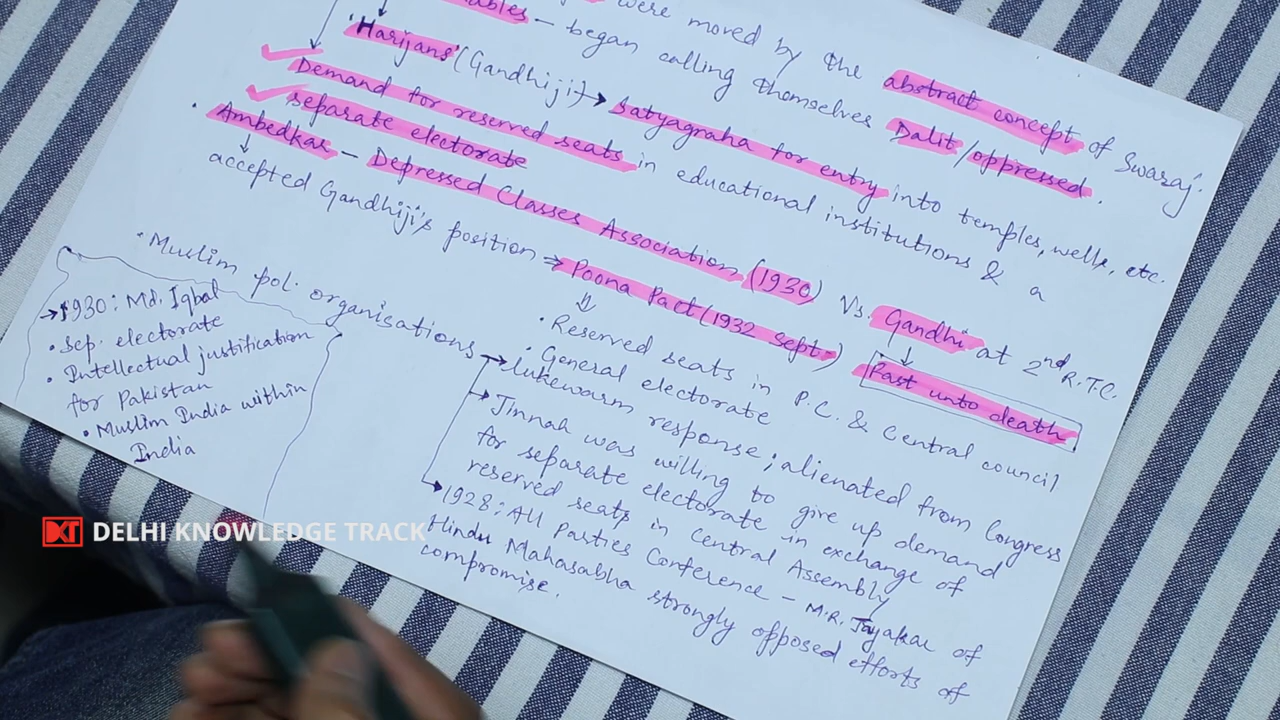 were moved by the abstract concept of Swaraj.
ables – began calling themselves Dalit/oppressed.
'Harijans' (Gandhiji) → Satyagraha for entry into temples, wells, etc.
Demand for reserved seats in educational institutions & a
separate electorate
• Ambedkar – Depressed Classes Association (1930) Vs. Gandhi at 2nd R.T.C.
Fast unto death
accepted Gandhiji's position ⇒ Poona Pact (1932 Sept.)
• Reserved seats in P.C. & Central council
• General electorate
• Muslim pol. organisations → lukewarm response; alienated from Congress
→ Jinnah was willing to give up demand
for separate electorate in exchange of
reserved seats in Central Assembly
→ 1928: All Parties Conference – M.R. Jayakar of
Hindu Mahasabha strongly opposed efforts of
compromise.
→ 1930: Md. Iqbal
• sep. electorate
• Intellectual justification
for Pakistan
• Muslim India within
India
DKT DELHI KNOWLEDGE TRACK